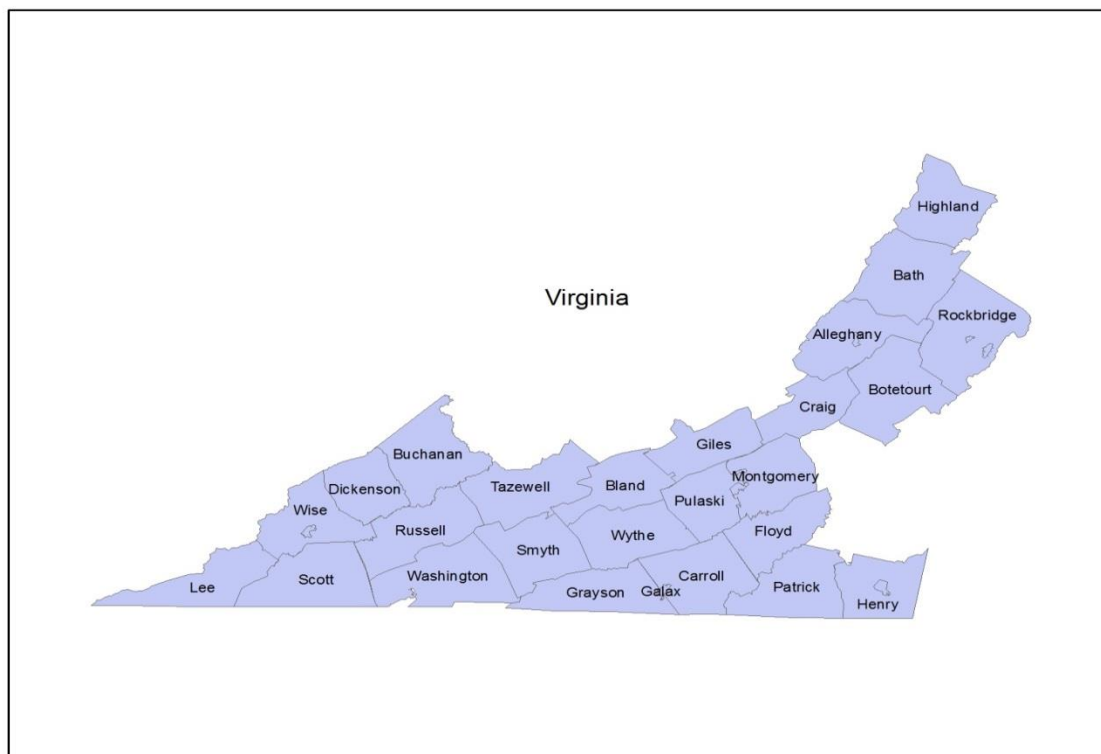 Highland
Bath
Virginia
Rockbridge
Alleghany
Botetourt
Craig
Giles
Buchanan
Montgomery
Dickenson
Tazewell
Bland
Pulaski
Wise
Russell
Wythe
Floyd
Smyth
Washington
Carroll
Scott
Lee
Grayson
Galax
Patrick
Henry